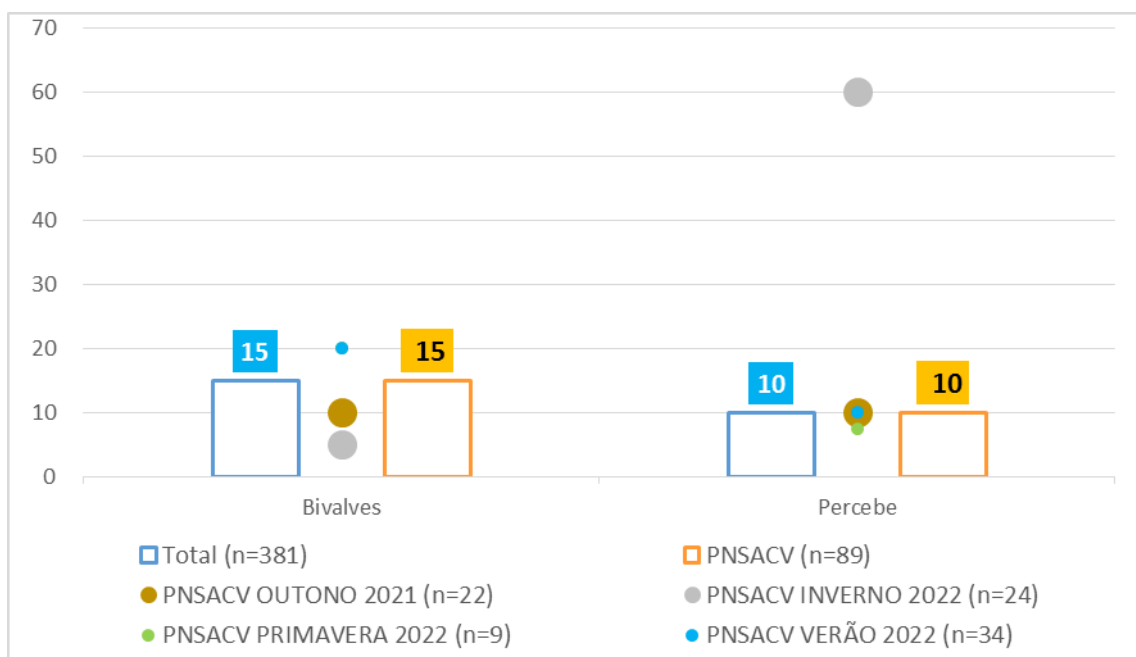 70
60
50
40
30
20
10
0
15
15
10
10
Bivalves
Percebe
Total (n=381)
PNSACV (n=89)
PNSACV OUTONO 2021 (n=22)
PNSACV INVERNO 2022 (n=24)
PNSACV PRIMAVERA 2022 (n=9)
PNSACV VERÃO 2022 (n=34)